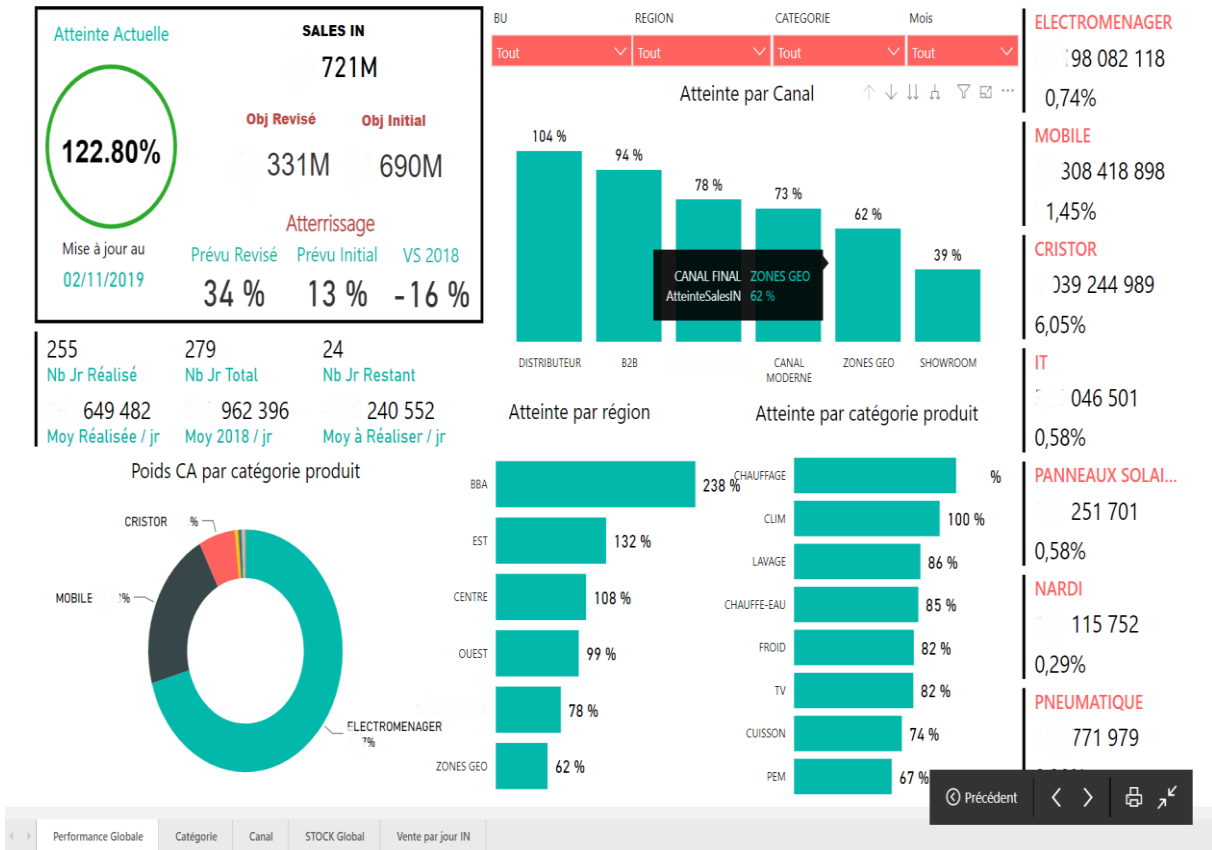 Atteinte Actuelle
122.80%
Mise à jour au
02/11/2019
SALES IN
721M
Obj Revisé Obj Initial
331M 690M
Atterrissage
Prévu Revisé Prévu Initial VS 2018
34 % 13 % -16 %
255 279 24
Nb Jr Réalisé Nb Jr Total Nb Jr Restant
649 482 962 396 240 552
Moy Réalisée / jr Moy 2018 / jr Moy à Réaliser / jr
Poids CA par catégorie produit
CRISTOR %
MOBILE %
ELECTROMENAGER
7%
BU REGION CATEGORIE Mois
Tout Tout Tout Tout
Atteinte par Canal
104 %
94 %
78 %
73 %
62 %
39 %
CANAL FINAL ZONES GEO
AtteinteSalesIN 62 %
DISTRIBUTEUR B2B CANAL MODERNE ZONES GEO SHOWROOM
Atteinte par région
BBA 238 %
EST 132 %
CENTRE 108 %
OUEST 99 %
78 %
ZONES GEO 62 %
Atteinte par catégorie produit
CHAUFFAGE %
CLIM 100 %
LAVAGE 86 %
CHAUFFE-EAU 85 %
FROID 82 %
TV 82 %
CUISSON 74 %
PEM 67 %
ELECTROMENAGER
98 082 118
0,74%
MOBILE
308 418 898
1,45%
CRISTOR
039 244 989
6,05%
IT
046 501
0,58%
PANNEAUX SOLAI...
251 701
0,58%
NARDI
115 752
0,29%
PNEUMATIQUE
771 979
Précédent
Performance Globale Catégorie Canal STOCK Global Vente par jour IN